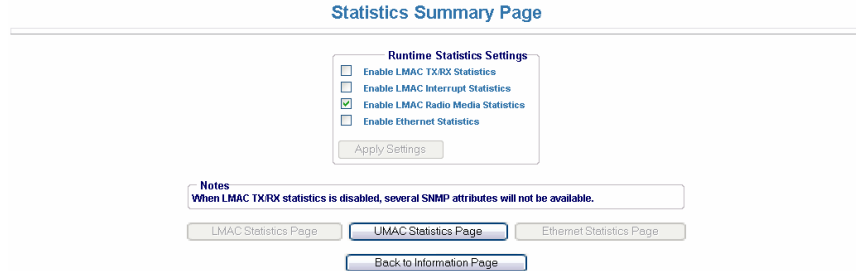 Statistics Summary Page
Runtime Statistics Settings
Enable LMAC TX/RX Statistics
Enable LMAC Interrupt Statistics
Enable LMAC Radio Media Statistics
Enable Ethernet Statistics
Apply Settings
Notes
When LMAC TX/RX statistics is disabled, several SNMP attributes will not be available.
LMAC Statistics Page UMAC Statistics Page Ethernet Statistics Page
Back to Information Page